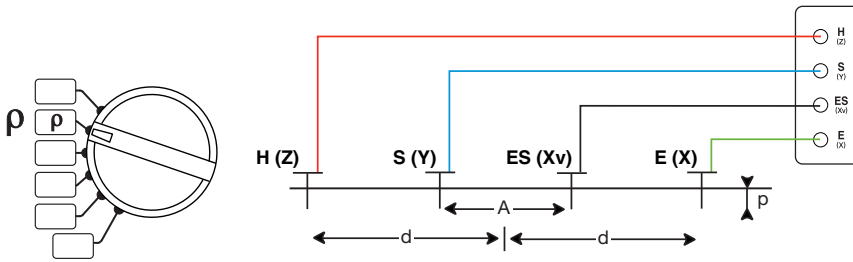 ρ
ρ
H (Z)
S (Y)
ES (Xv)
E (X)
A
d
d
p
H
(Z)
S
(Y)
ES
(Xv)
E
(X)